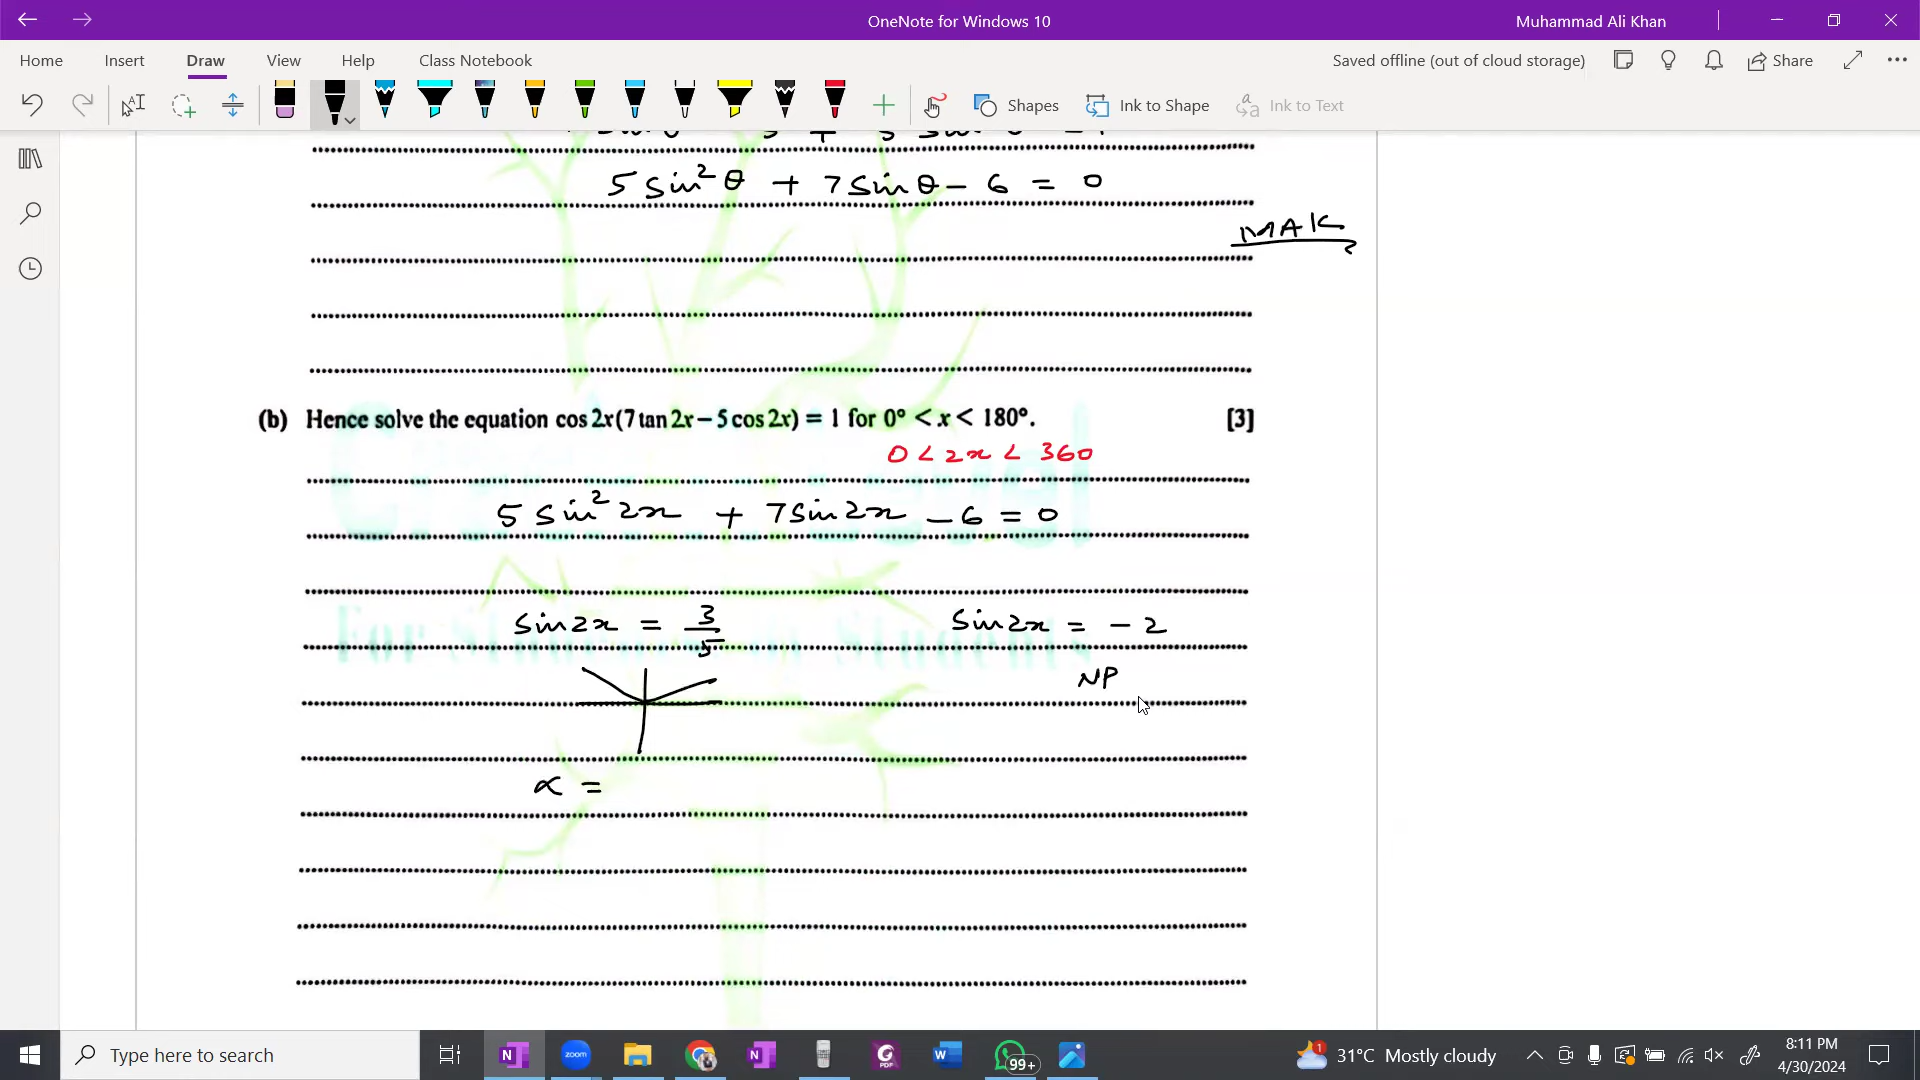 OneNote for Windows 10
Muhammad Ali Khan
Home Insert Draw View Help Class Notebook
Saved offline (out of cloud storage) Share
Shapes Ink to Shape Ink to Text
5 sin² θ + 7 sin θ - 6 = 0
MAK
(b) Hence solve the equation cos 2x(7 tan 2x – 5 cos 2x) = 1 for 0° < x < 180°. [3]
0 < 2x < 360
5 sin² 2x + 7 sin 2x - 6 = 0
sin 2x = 3/5 sin 2x = - 2
NP
α =
For Students
Type here to search
zoom
99+
31°C Mostly cloudy
8:11 PM
4/30/2024